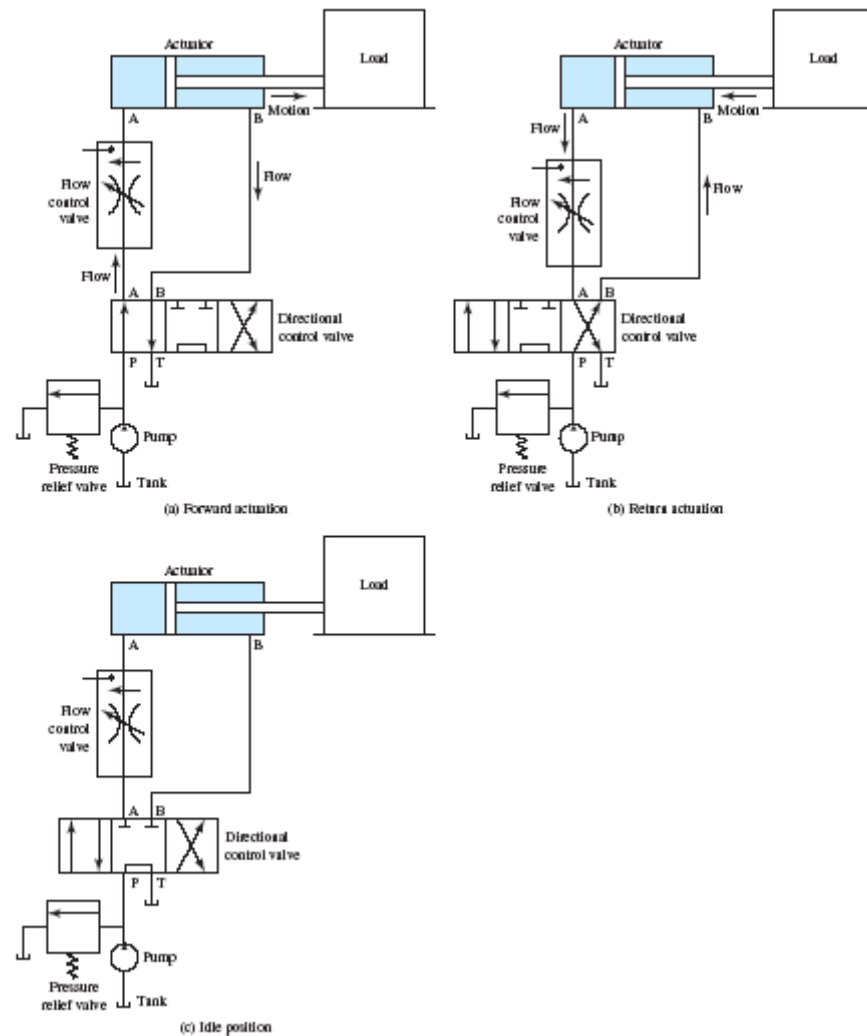 Actuator
Load
Motion
A
B
Flow
control
valve
Flow
Flow
A
B
Directional
control valve
P
T
Pump
Pressure
relief valve
Tank
(a) Forward actuation
Actuator
Load
Motion
A
B
Flow
Flow
control
valve
Flow
A
B
Directional
control valve
P
T
Pump
Pressure
relief valve
Tank
(b) Return actuation
Actuator
Load
A
B
Flow
control
valve
A
B
Directional
control valve
P
T
Pump
Pressure
relief valve
Tank
(c) Idle position